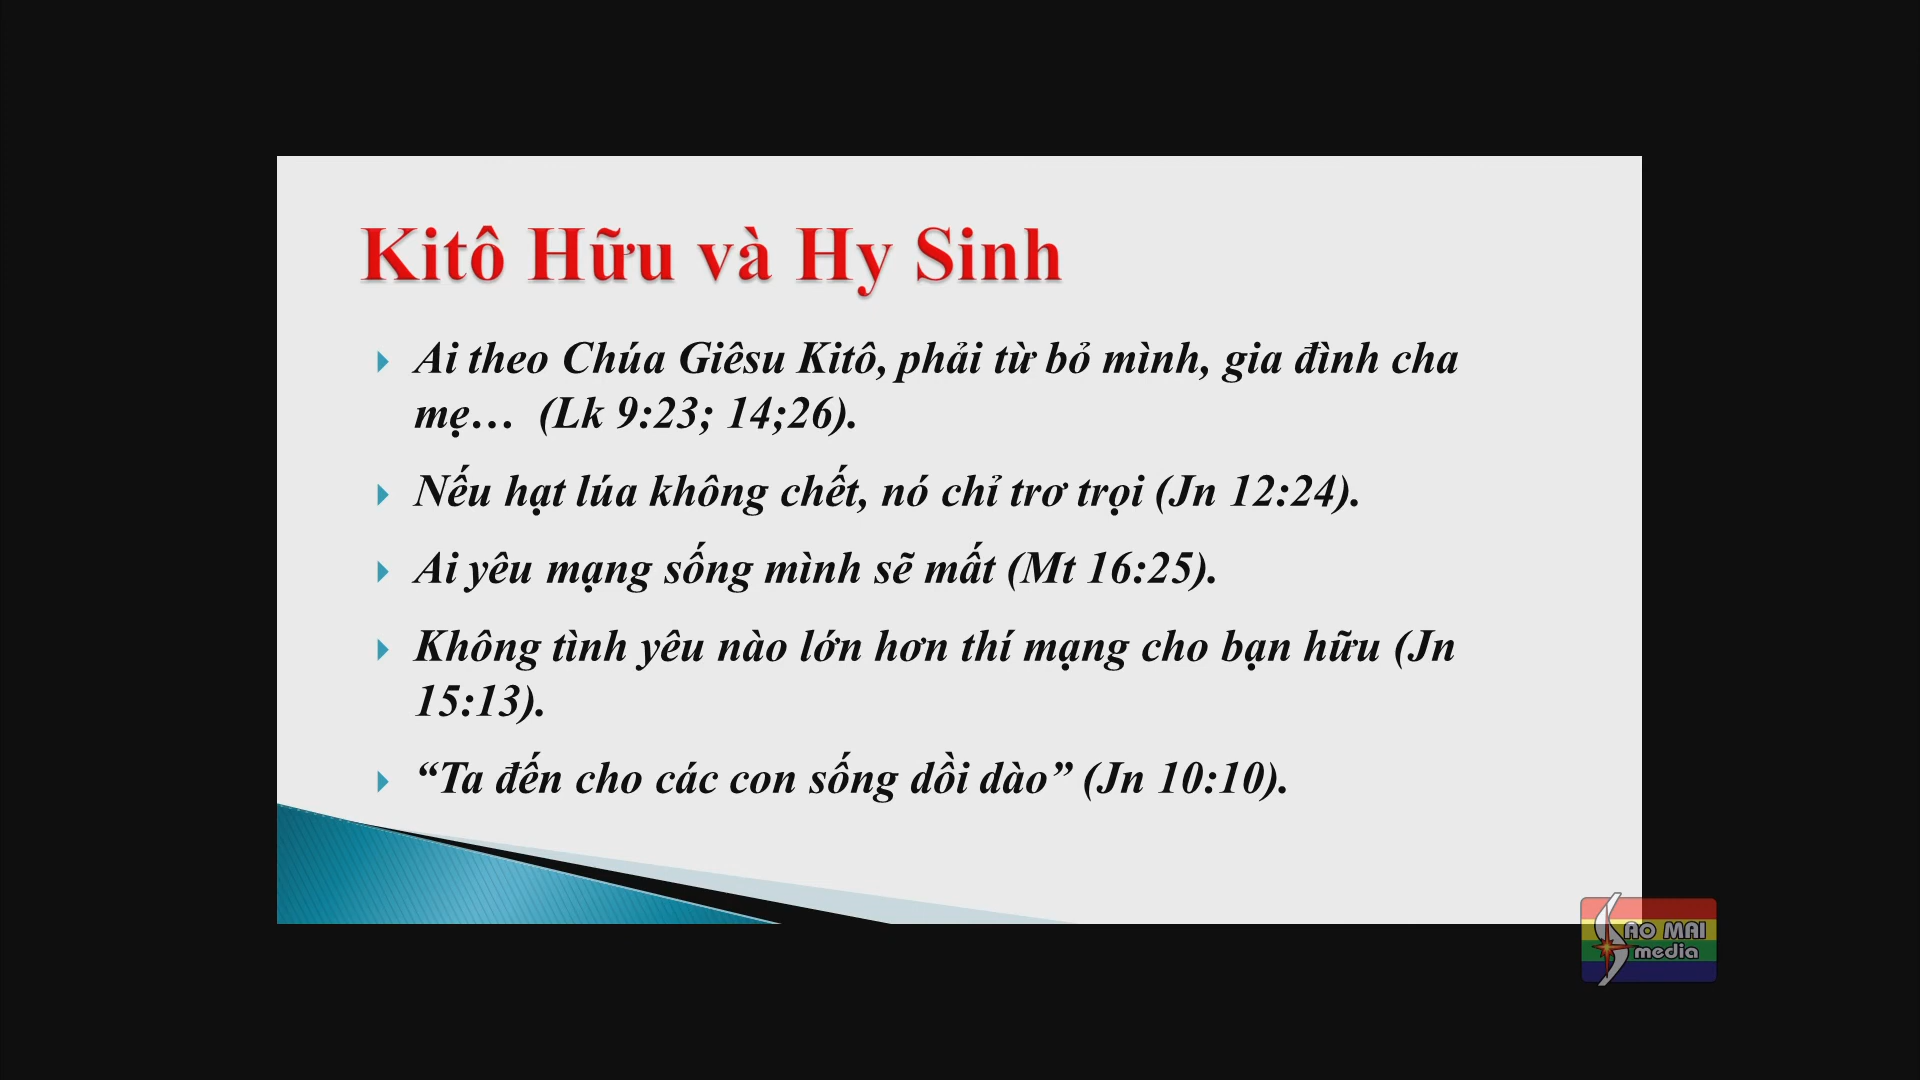 Kitô Hữu và Hy Sinh
Ai theo Chúa Giêsu Kitô, phải từ bỏ mình, gia đình cha
mẹ… (Lk 9:23; 14;26).
Nếu hạt lúa không chết, nó chỉ trơ trọi (Jn 12:24).
Ai yêu mạng sống mình sẽ mất (Mt 16:25).
Không tình yêu nào lớn hơn thí mạng cho bạn hữu (Jn
15:13).
“Ta đến cho các con sống dồi dào” (Jn 10:10).
SAO MAI
media